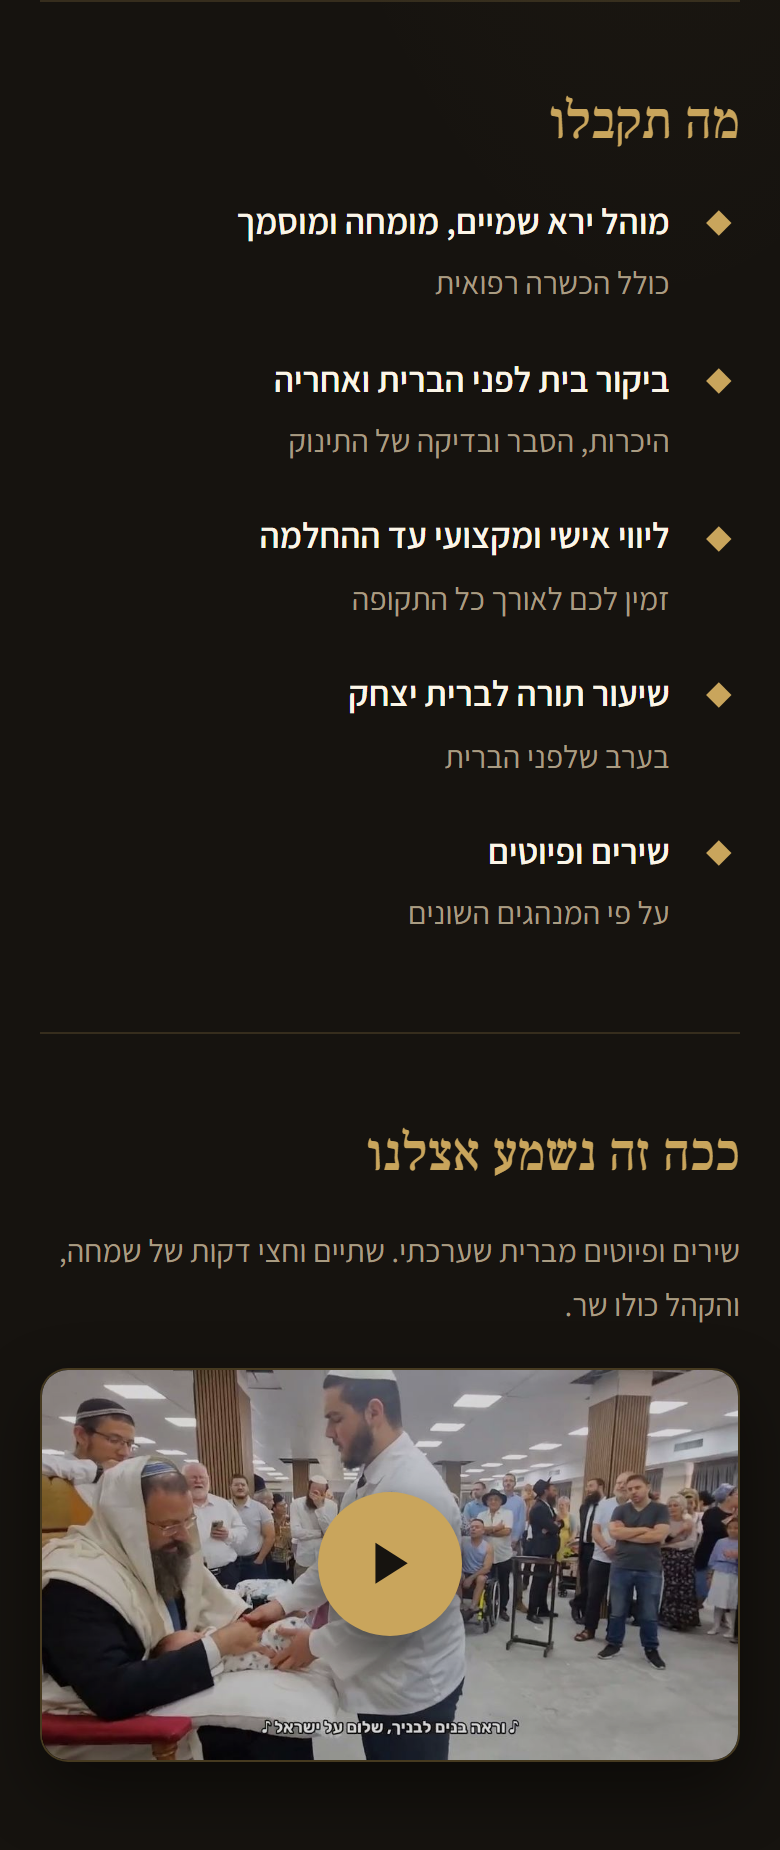 מה תקבלו
מוהל ירא שמיים, מומחה ומוסמך
כולל הכשרה רפואית
ביקור בית לפני הברית ואחריה
היכרות, הסבר ובדיקה של התינוק
ליווי אישי ומקצועי עד ההחלמה
זמין לכם לאורך כל התקופה
שיעור תורה לברית יצחק
בערב שלפני הברית
שירים ופיוטים
על פי המנהגים השונים
ככה זה נשמע אצלנו
שירים ופיוטים מברית שערכתי. שתיים וחצי דקות של שמחה,
והקהל כולו שר.
♪ וראה בנים לבניך, שלום על ישראל ♪